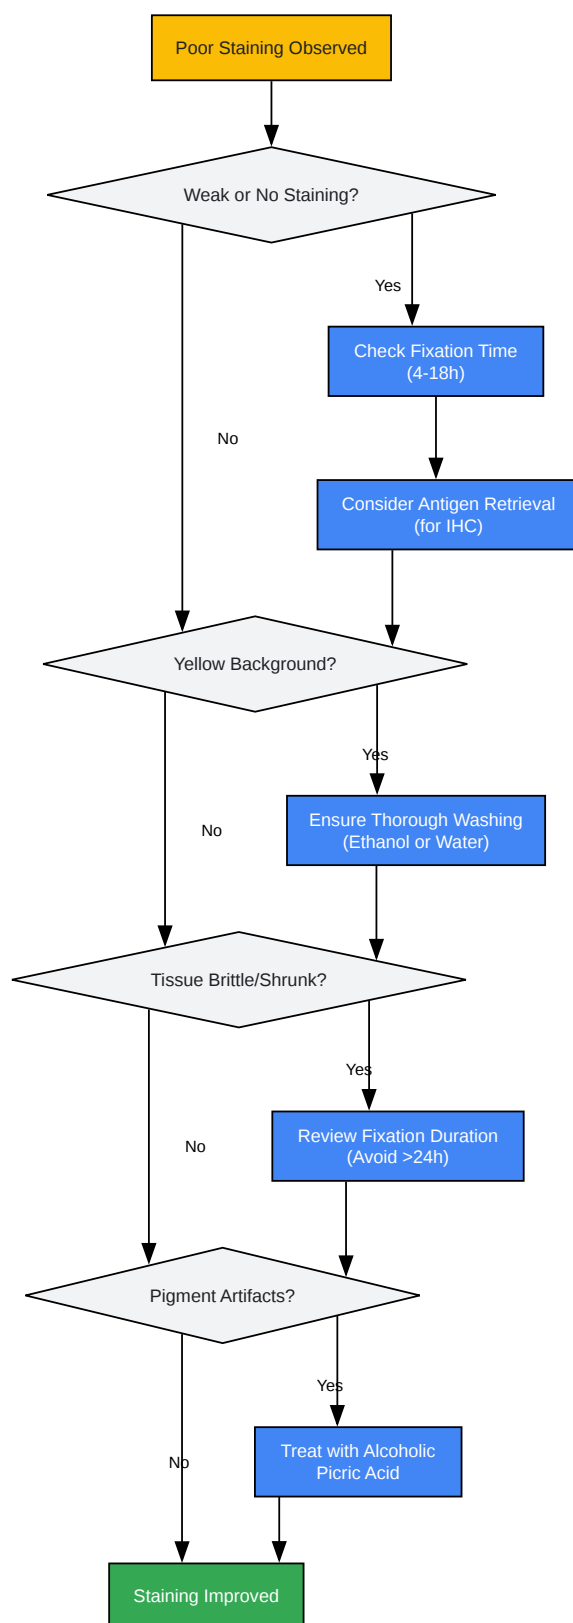 Poor Staining Observed
Weak or No Staining?
Yes
Check Fixation Time
(4-18h)
No
Consider Antigen Retrieval
(for IHC)
Yellow Background?
Yes
Ensure Thorough Washing
(Ethanol or Water)
No
Tissue Brittle/Shrunk?
Yes
Review Fixation Duration
(Avoid >24h)
No
Pigment Artifacts?
Yes
Treat with Alcoholic
Picric Acid
No
Staining Improved